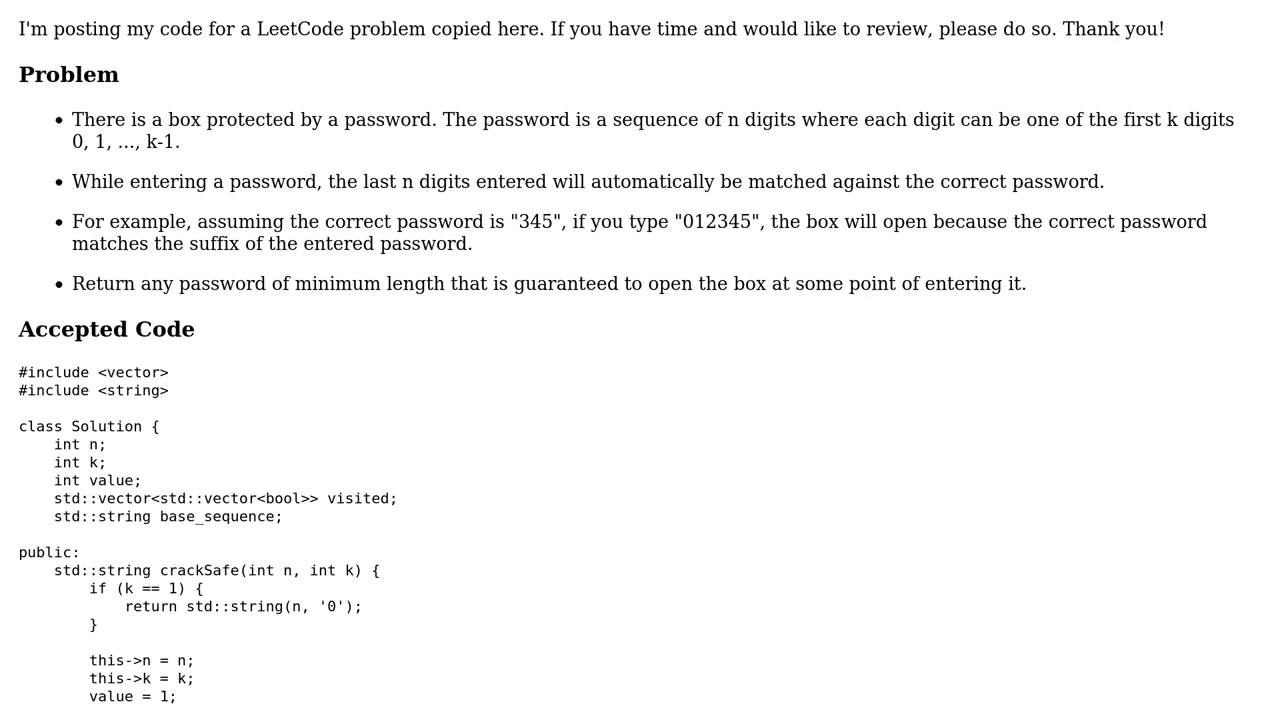 I'm posting my code for a LeetCode problem copied here. If you have time and would like to review, please do so. Thank you!
Problem
• There is a box protected by a password. The password is a sequence of n digits where each digit can be one of the first k digits
0, 1, ..., k-1.
• While entering a password, the last n digits entered will automatically be matched against the correct password.
• For example, assuming the correct password is "345", if you type "012345", the box will open because the correct password
matches the suffix of the entered password.
• Return any password of minimum length that is guaranteed to open the box at some point of entering it.
Accepted Code
#include <vector>
#include <string>

class Solution {
    int n;
    int k;
    int value;
    std::vector<std::vector<bool>> visited;
    std::string base_sequence;

public:
    std::string crackSafe(int n, int k) {
        if (k == 1) {
            return std::string(n, '0');
        }

        this->n = n;
        this->k = k;
        value = 1;